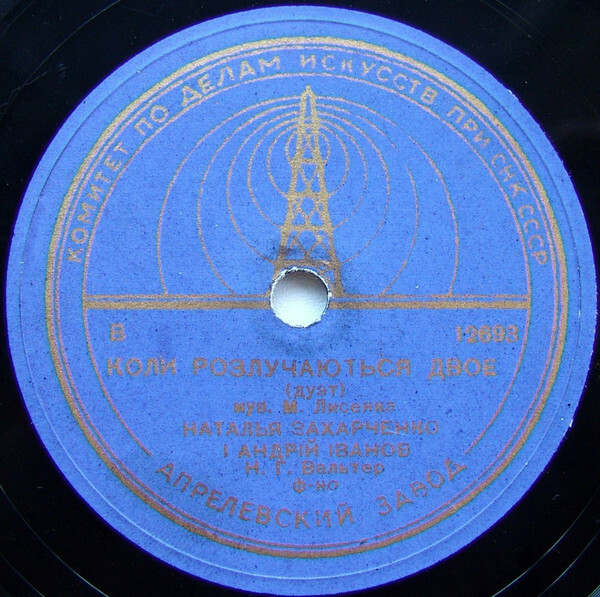 КОМИТЕТ ПО ДЕЛАМ ИСКУССТВ ПРИ СНК СССР
В 12693
КОЛИ РОЗЛУЧАЮТЬСЯ ДВОЕ
(дуэт)
муз. М. Лисенка
НАТАЛЬЯ ЗАХАРЧЕНКО
І АНДРІЙ ІВАНОВ
Н. Г. Вальтер
ф-но
АПРЕЛЕВСКИЙ ЗАВОД